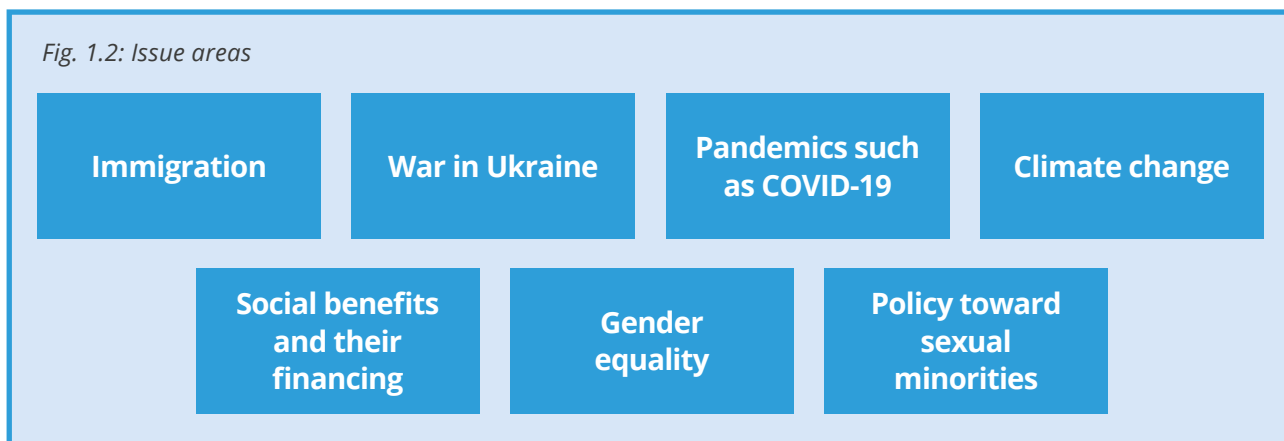 Fig. 1.2: Issue areas
Immigration
War in Ukraine
Pandemics such
as COVID-19
Climate change
Social benefits
and their
financing
Gender
equality
Policy toward
sexual
minorities